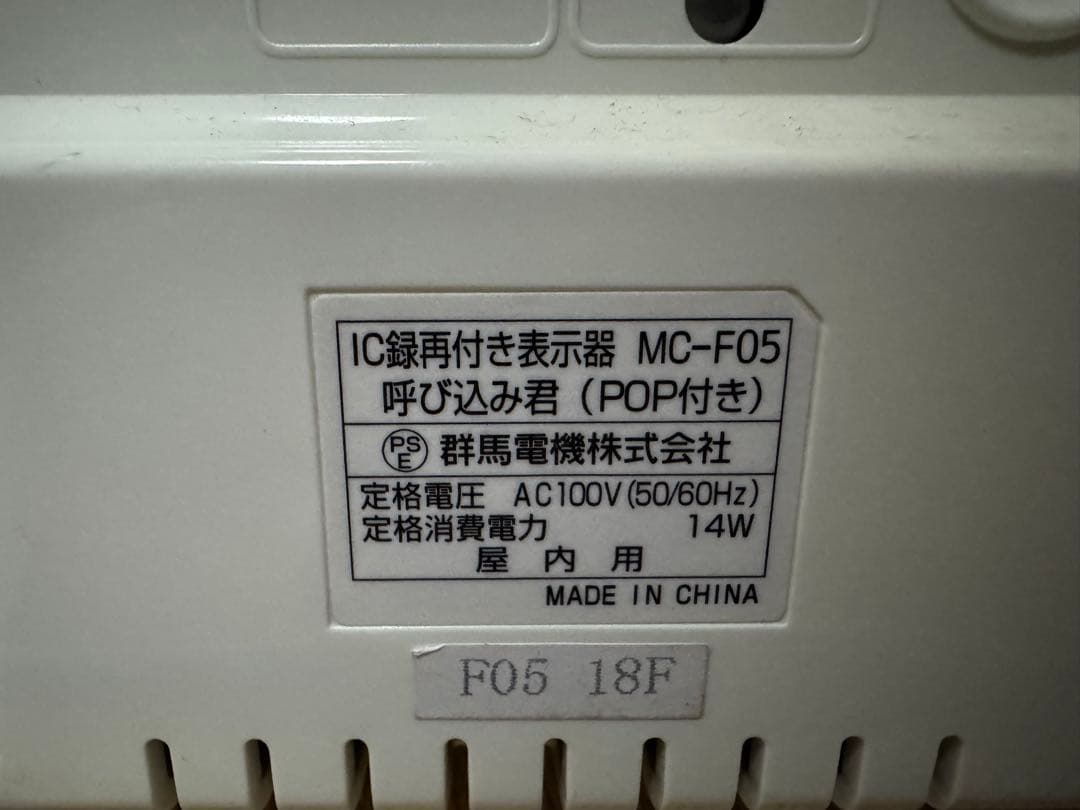 IC録再付き表示器 MC-F05
呼び込み君(POP付き)
PSE 群馬電機株式会社
定格電圧 AC100V(50/60Hz)
定格消費電力 14W
屋内用
MADE IN CHINA
F05 18F